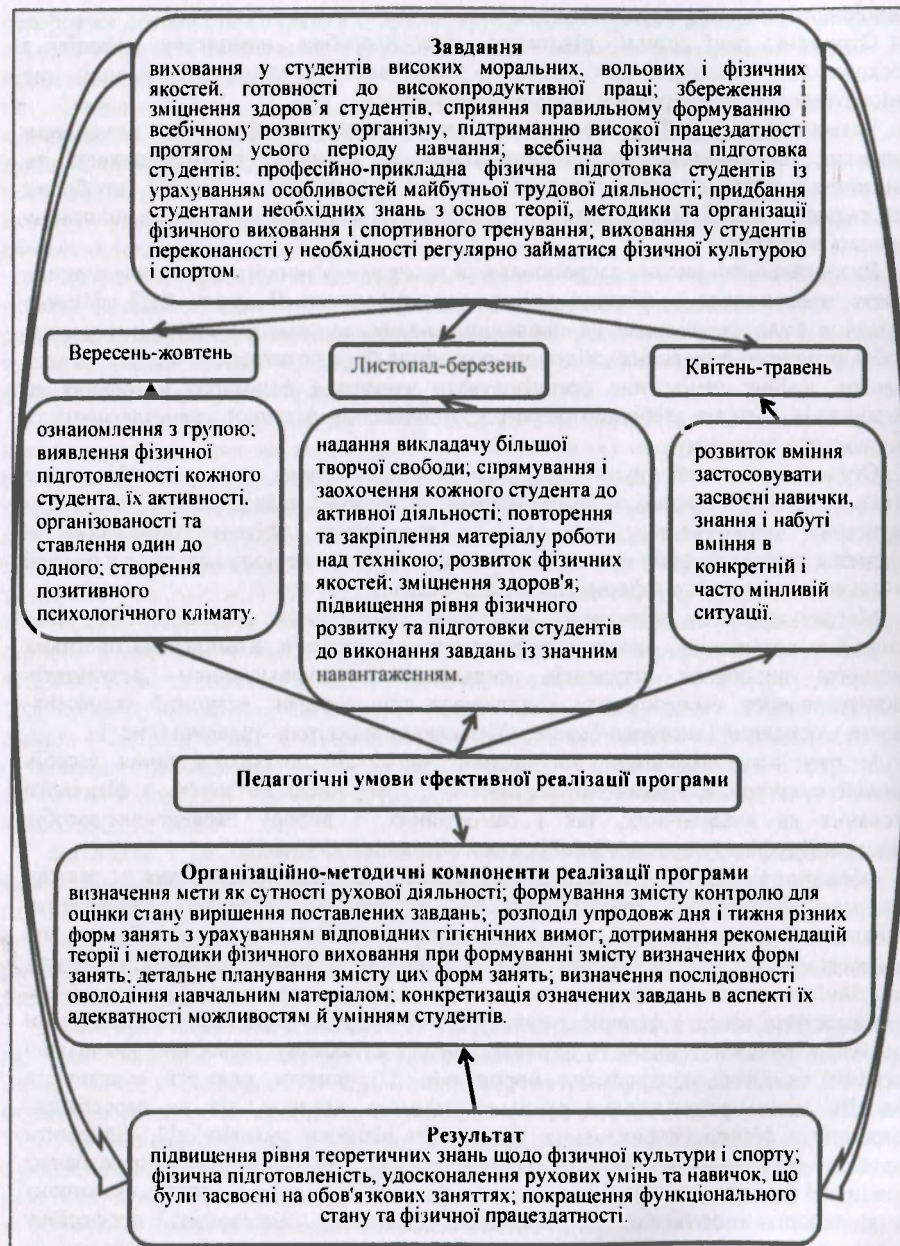 Завдання
виховання у студентів високих моральних, вольових і фізичних
якостей, готовності до високопродуктивної праці; збереження і
зміцнення здоров'я студентів, сприяння правильному формуванню і
всебічному розвитку організму, підтриманню високої працездатності
протягом усього періоду навчання; всебічна фізична підготовка
студентів; професійно-прикладна фізична підготовка студентів із
урахуванням особливостей майбутньої трудової діяльності; придбання
студентами необхідних знань з основ теорії, методики та організації
фізичного виховання і спортивного тренування; виховання у студентів
переконаності у необхідності регулярно займатися фізичної культурою
і спортом.
Вересень-жовтень
Листопад-березень
Квітень-травень
ознайомлення з групою;
виявлення фізичної
підготовленості кожного
студента, їх активності,
організованості та
ставлення один до
одного створення
позитивного
психологічного клімату.
надання викладачу більшої
творчої свободи; спрямування і
заохочення кожного студента до
активної діяльності; повторення
та закріплення матеріалу роботи
над технікою; розвиток фізичних
якостей; зміцнення здоров'я;
підвищення рівня фізичного
розвитку та підготовки студентів
до виконання завдань із значним
навантаженням.
розвиток вміння
застосовувати
засвоєні навички,
знання і набуті
вміння в
конкретній і
часто мінливій
ситуації.
Педагогічні умови ефективної реалізації програми
Організаційно-методичні компоненти реалізації програми
визначення мети як сутності рухової діяльності; формування змісту контролю для
оцінки стану вирішення поставлених завдань; розподіл упродовж дня і тижня різних
форм занять з урахуванням відповідних гігієнічних вимог; дотримання рекомендацій
теорії і методики фізичного виховання при формуванні змісту визначених форм
занять; детальне планування змісту цих форм занять; визначення послідовності
оволодіння навчальним матеріалом; конкретизація означених завдань в аспекті їх
адекватності можливостям й умінням студентів.
Результат
підвищення рівня теоретичних знань щодо фізичної культури і спорту;
фізична підготовленість, удосконалення рухових умінь та навичок, що
були засвоєні на обов'язкових заняттях; покращення функціонального
стану та фізичної працездатності.